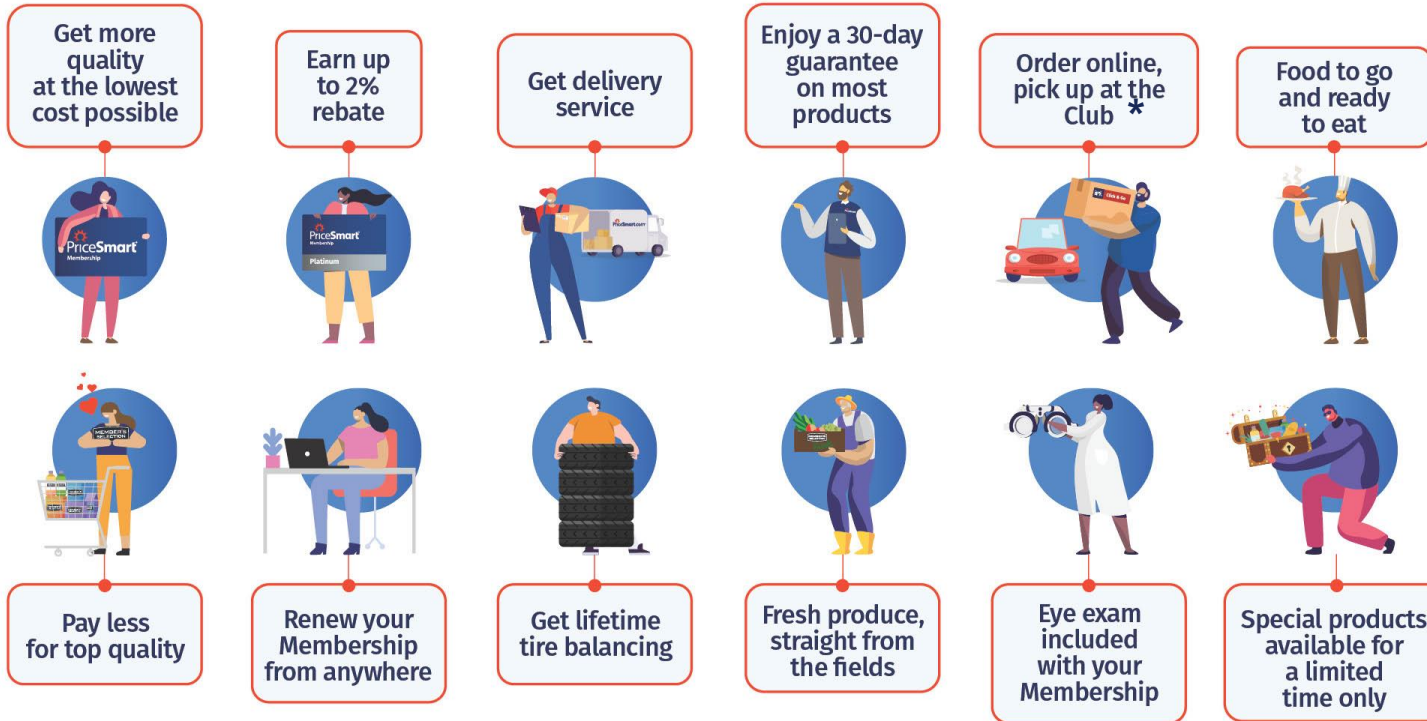 Get more
quality
at the lowest
cost possible
Earn up
to 2%
rebate
Get delivery
service
Enjoy a 30-day
guarantee
on most
products
Order online,
pick up at the
Club *
Food to go
and ready
to eat
PriceSmart
Membership
PriceSmart
Membership
Platinum
PriceSmart.com
Click & Go
MEMBER'S
SELECTION
MEMBER'S
SELECTION
Pay less
for top quality
Renew your
Membership
from anywhere
Get lifetime
tire balancing
Fresh produce,
straight from
the fields
Eye exam
included
with your
Membership
Special products
available for
a limited
time only